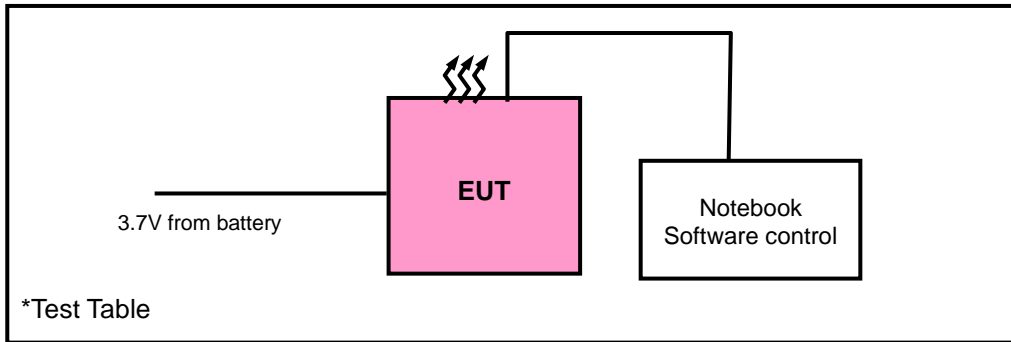 EUT
3.7V from battery
Notebook
Software control
*Test Table